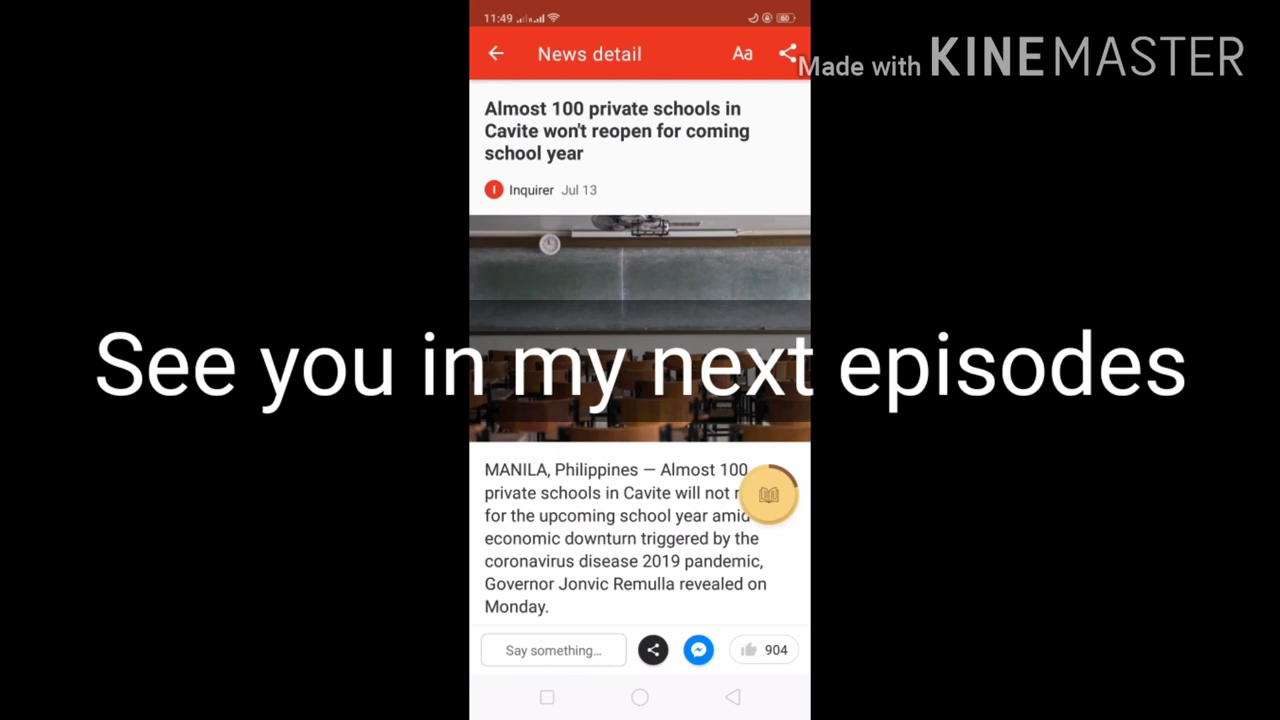 11:49
60
News detail
Aa
Made with KINEMASTER
Almost 100 private schools in
Cavite won't reopen for coming
school year
I Inquirer Jul 13
See you in my next episodes
MANILA, Philippines — Almost 100
private schools in Cavite will not
for the upcoming school year amid
economic downturn triggered by the
coronavirus disease 2019 pandemic,
Governor Jonvic Remulla revealed on
Monday.
Say something...
904